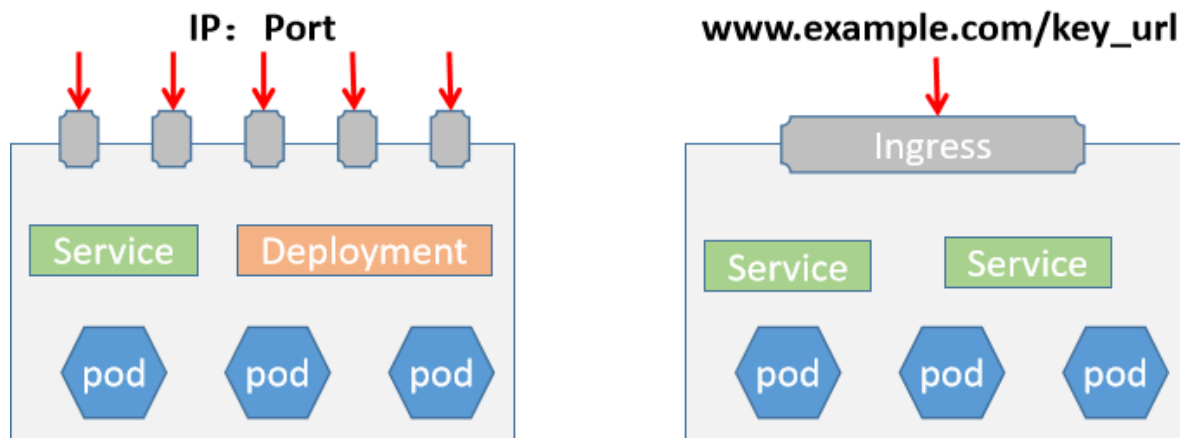 IP： Port
Service
Deployment
pod
pod
pod
www.example.com/key_url
Ingress
Service
Service
pod
pod
pod